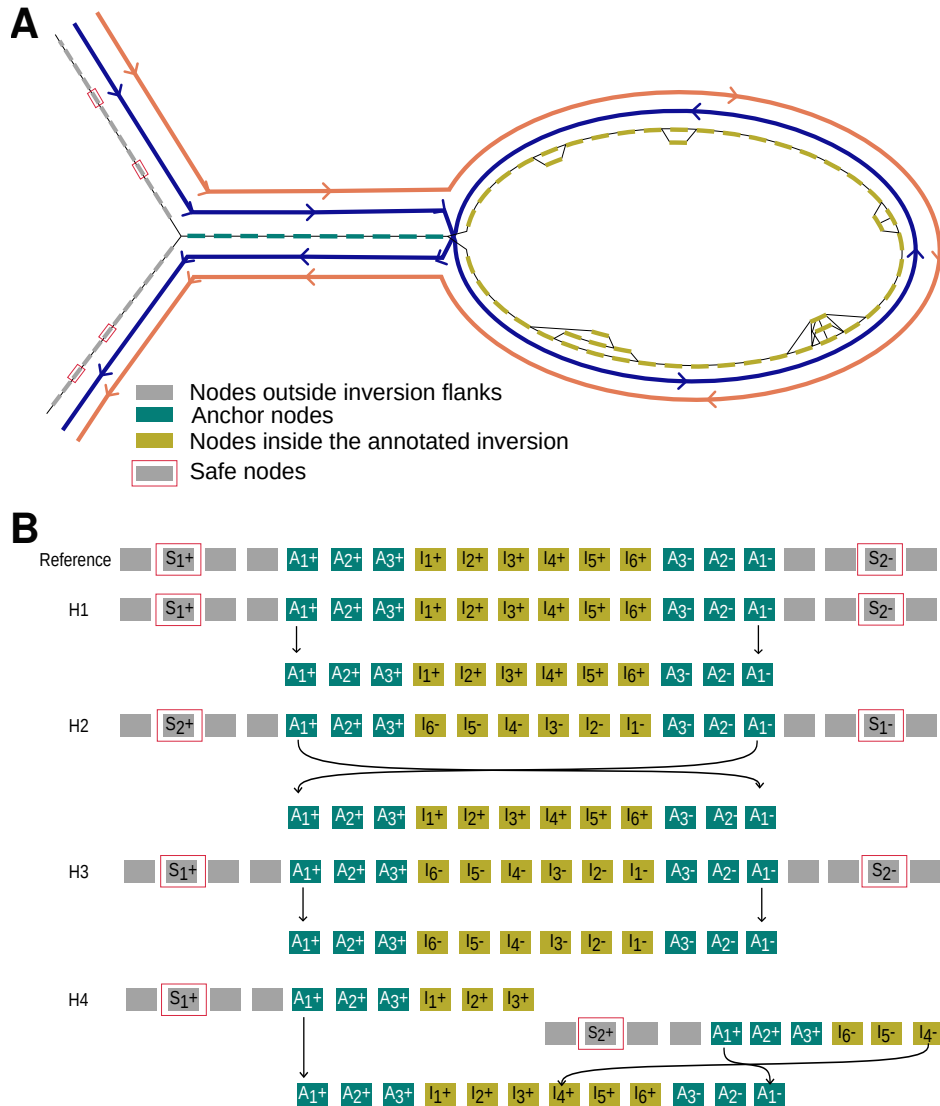 A
Nodes outside inversion flanks
Anchor nodes
Nodes inside the annotated inversion
Safe nodes
B
Reference S1+ A1+ A2+ A3+ I1+ I2+ I3+ I4+ I5+ I6+ A3- A2- A1- S2-
H1 S1+ A1+ A2+ A3+ I1+ I2+ I3+ I4+ I5+ I6+ A3- A2- A1- S2-
A1+ A2+ A3+ I1+ I2+ I3+ I4+ I5+ I6+ A3- A2- A1-
H2 S2+ A1+ A2+ A3+ I6- I5- I4- I3- I2- I1- A3- A2- A1- S1-
A1+ A2+ A3+ I1+ I2+ I3+ I4+ I5+ I6+ A3- A2- A1-
H3 S1+ A1+ A2+ A3+ I6- I5- I4- I3- I2- I1- A3- A2- A1- S2-
A1+ A2+ A3+ I6- I5- I4- I3- I2- I1- A3- A2- A1-
H4 S1+ A1+ A2+ A3+ I1+ I2+ I3+
S2+ A1+ A2+ A3+ I6- I5- I4-
A1+ A2+ A3+ I1+ I2+ I3+ I4+ I5+ I6+ A3- A2- A1-